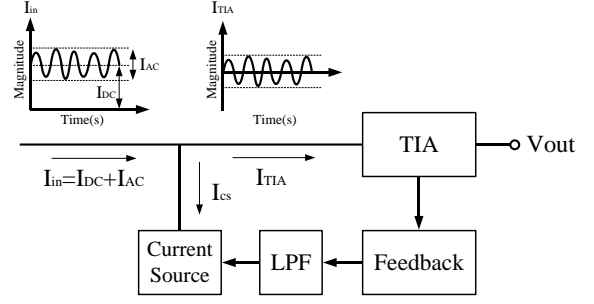 Iin
Magnitude
IAC
IDC
Time(s)
ITIA
Magnitude
Time(s)
TIA
Vout
Iin=IDC+IAC
Ics
ITIA
Current
Source
LPF
Feedback